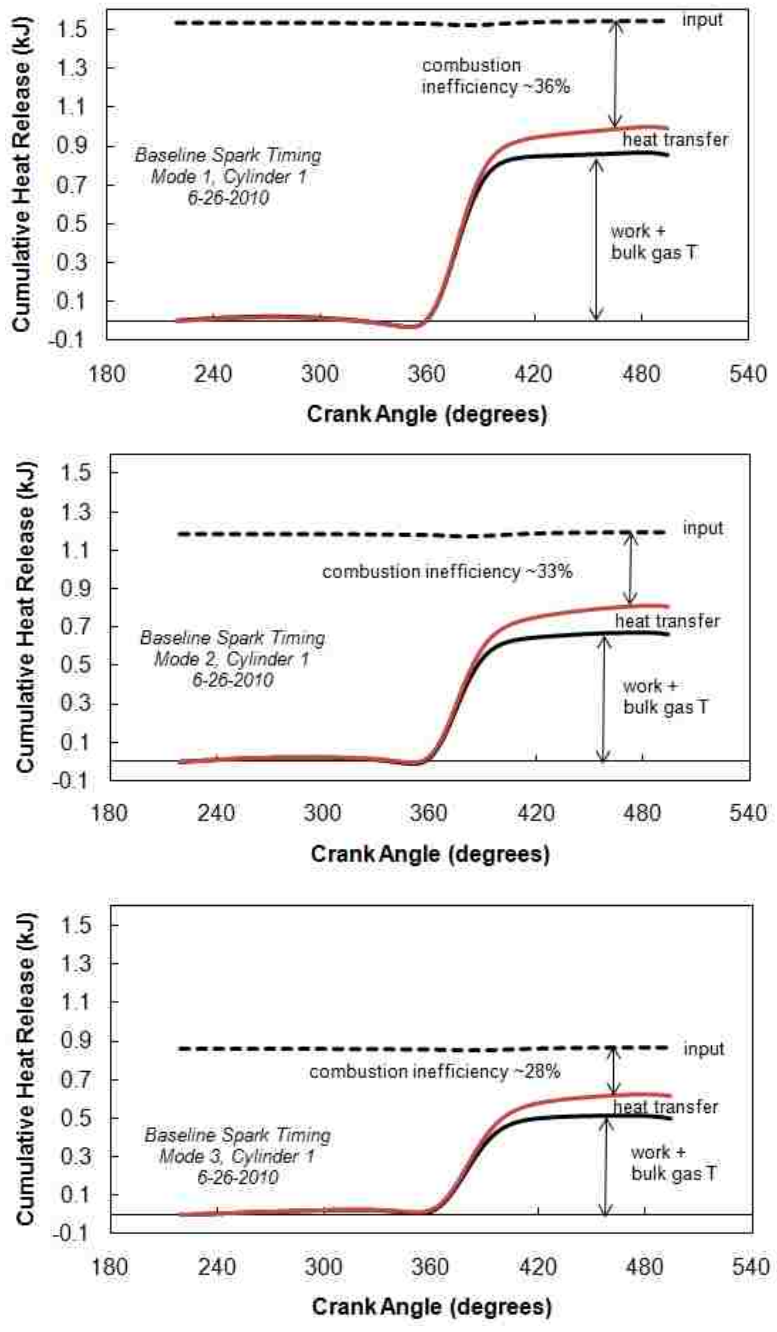 1.5
1.3
1.1
0.9
0.7
0.5
0.3
0.1
-0.1
Cumulative Heat Release (kJ)
input
combustion
inefficiency ~36%
heat transfer
Baseline Spark Timing
Mode 1, Cylinder 1
6-26-2010
work +
bulk gas T
180 240 300 360 420 480 540
Crank Angle (degrees)
1.5
1.3
1.1
0.9
0.7
0.5
0.3
0.1
-0.1
Cumulative Heat Release (kJ)
input
combustion inefficiency ~33%
heat transfer
Baseline Spark Timing
Mode 2, Cylinder 1
6-26-2010
work +
bulk gas T
180 240 300 360 420 480 540
Crank Angle (degrees)
1.5
1.3
1.1
0.9
0.7
0.5
0.3
0.1
-0.1
Cumulative Heat Release (kJ)
input
combustion inefficiency ~28%
heat transfer
Baseline Spark Timing
Mode 3, Cylinder 1
6-26-2010
work +
bulk gas T
180 240 300 360 420 480 540
Crank Angle (degrees)